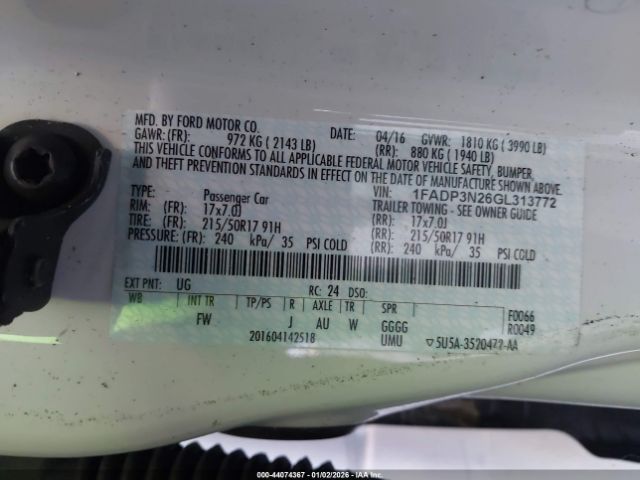 MFD. BY FORD MOTOR CO.
DATE: 04/16 GVWR: 1810 KG ( 3990 LB)
GAWR: (FR): 972 KG ( 2143 LB) (RR): 880 KG ( 1940 LB)
THIS VEHICLE CONFORMS TO ALL APPLICABLE FEDERAL MOTOR VEHICLE SAFETY, BUMPER,
AND THEFT PREVENTION STANDARDS IN EFFECT ON THE DATE OF MANUFACTURE SHOWN ABOVE.
VIN: 1FADP3N26GL313772
TYPE: Passenger Car TRAILER TOWING - SEE OWNER GUIDE
RIM: (FR): 17x7.0J (RR): 17x7.0J
TIRE: (FR): 215/50R17 91H (RR): 215/50R17 91H
PRESSURE: (FR): 240 kPa/ 35 PSI COLD (RR): 240 kPa/ 35 PSI COLD
EXT PNT: UG RC: 24 DSO:
WB INT TR TP/PS R AXLE TR SPR F0066
FW J AU W GGGG R0049
201604142518 UMU ▽5U5A-3520472-AA
000-44074367 - 01/02/2026 - IAA Inc.